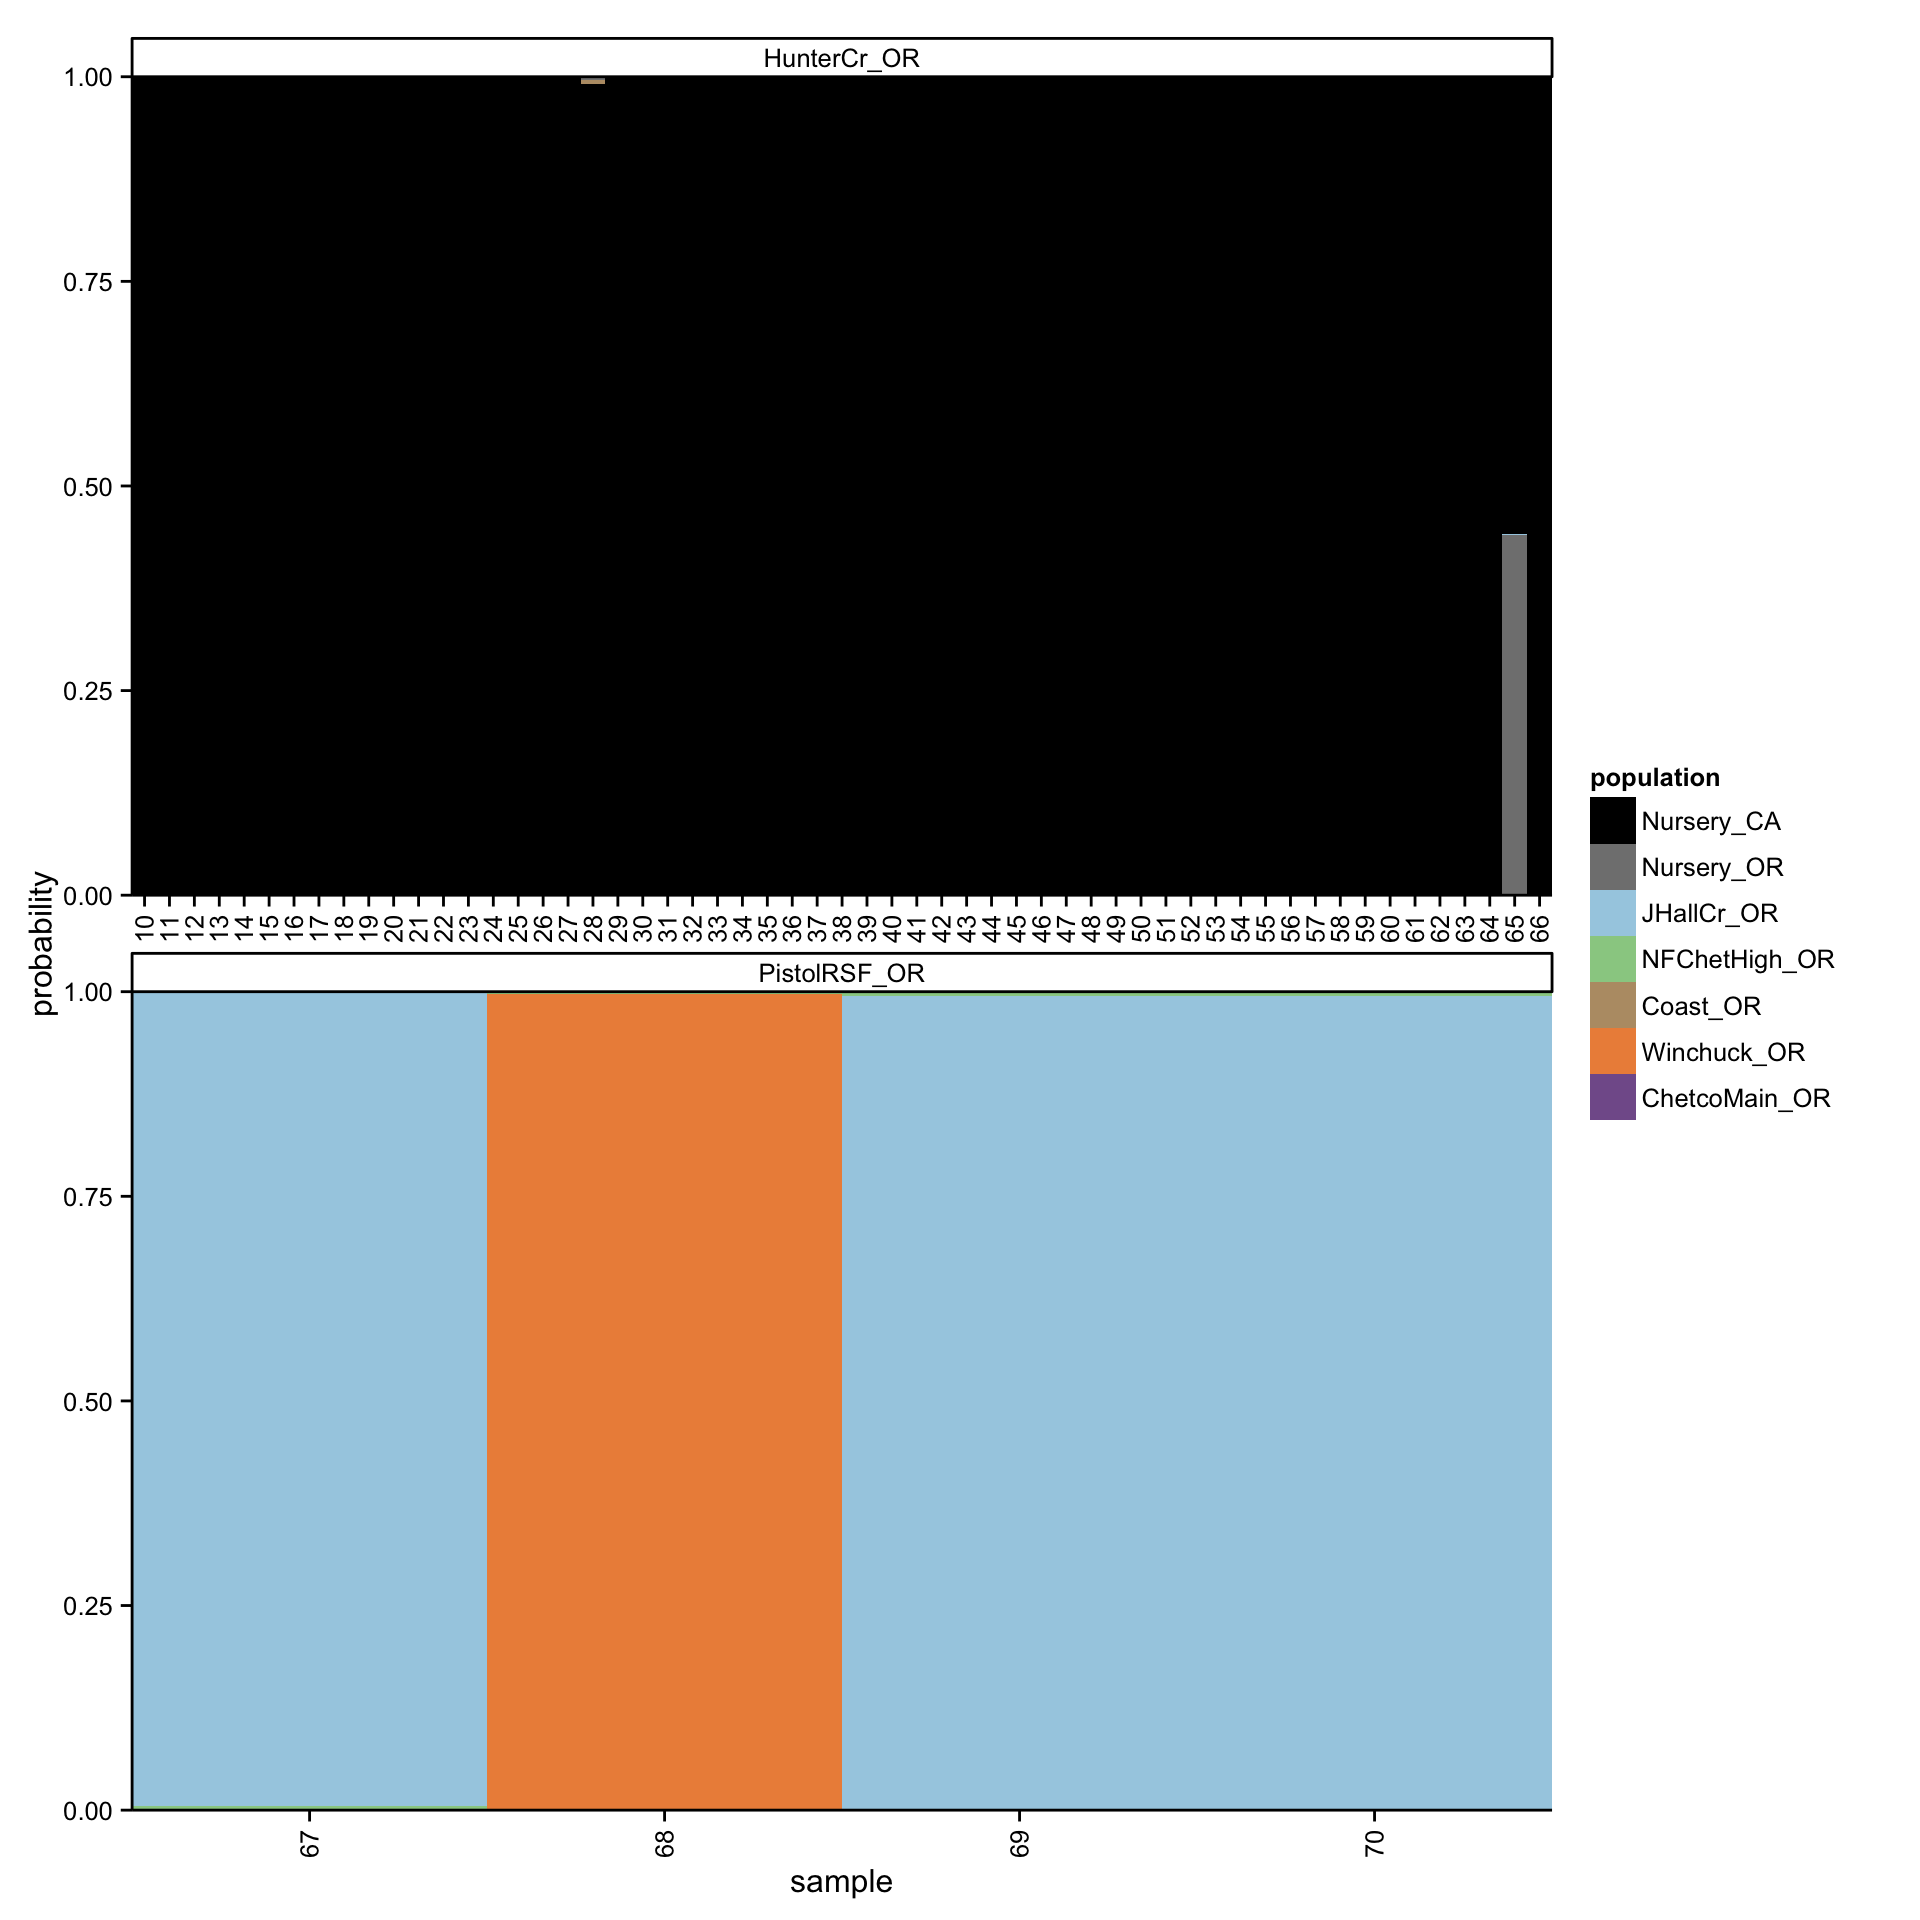 HunterCr_OR
1.00
0.75
0.50
0.25
0.00
10 11 12 13 14 15 16 17 18 19 20 21 22 23 24 25 26 27 28 29 30 31 32 33 34 35 36 37 38 39 40 41 42 43 44 45 46 47 48 49 50 51 52 53 54 55 56 57 58 59 60 61 62 63 64 65 66
probability
PistolRSF_OR
1.00
0.75
0.50
0.25
0.00
67 68 69 70
sample
population
Nursery_CA
Nursery_OR
JHallCr_OR
NFChetHigh_OR
Coast_OR
Winchuck_OR
ChetcoMain_OR